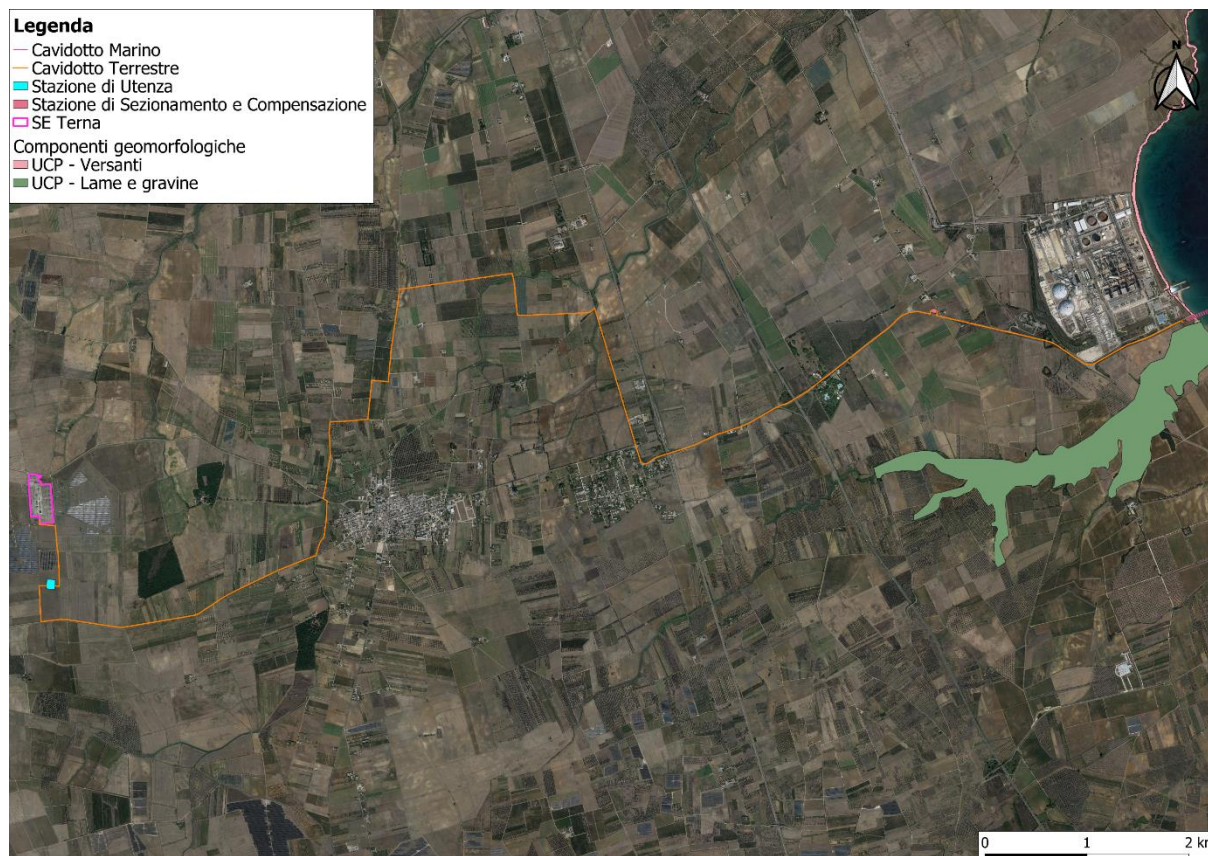 Legenda
Cavidotto Marino
Cavidotto Terrestre
Stazione di Utenza
Stazione di Sezionamento e Compensazione
SE Terna
Componenti geomorfologiche
UCP - Versanti
UCP - Lame e gravine
N
0 1 2 km